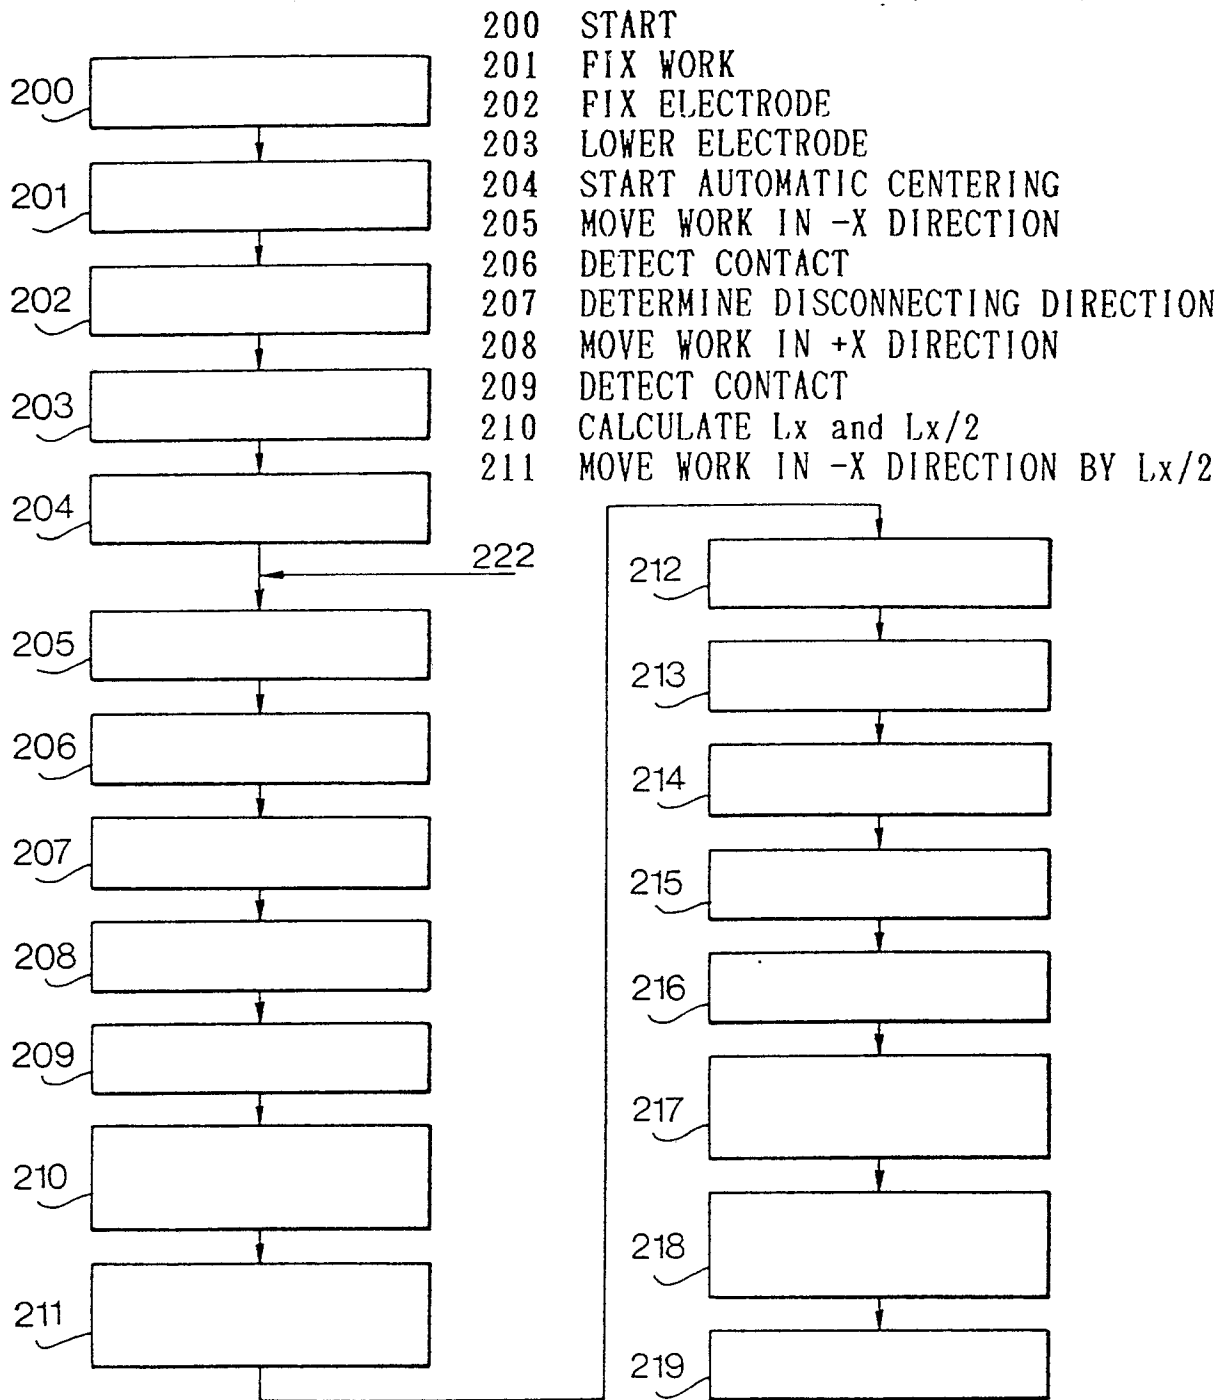 200 START
201 FIX WORK
202 FIX ELECTRODE
203 LOWER ELECTRODE
204 START AUTOMATIC CENTERING
205 MOVE WORK IN -X DIRECTION
206 DETECT CONTACT
207 DETERMINE DISCONNECTING DIRECTION
208 MOVE WORK IN +X DIRECTION
209 DETECT CONTACT
210 CALCULATE Lx and Lx/2
211 MOVE WORK IN -X DIRECTION BY Lx/2
200
201
202
203
204
222
205
206
207
208
209
210
211
212
213
214
215
216
217
218
219